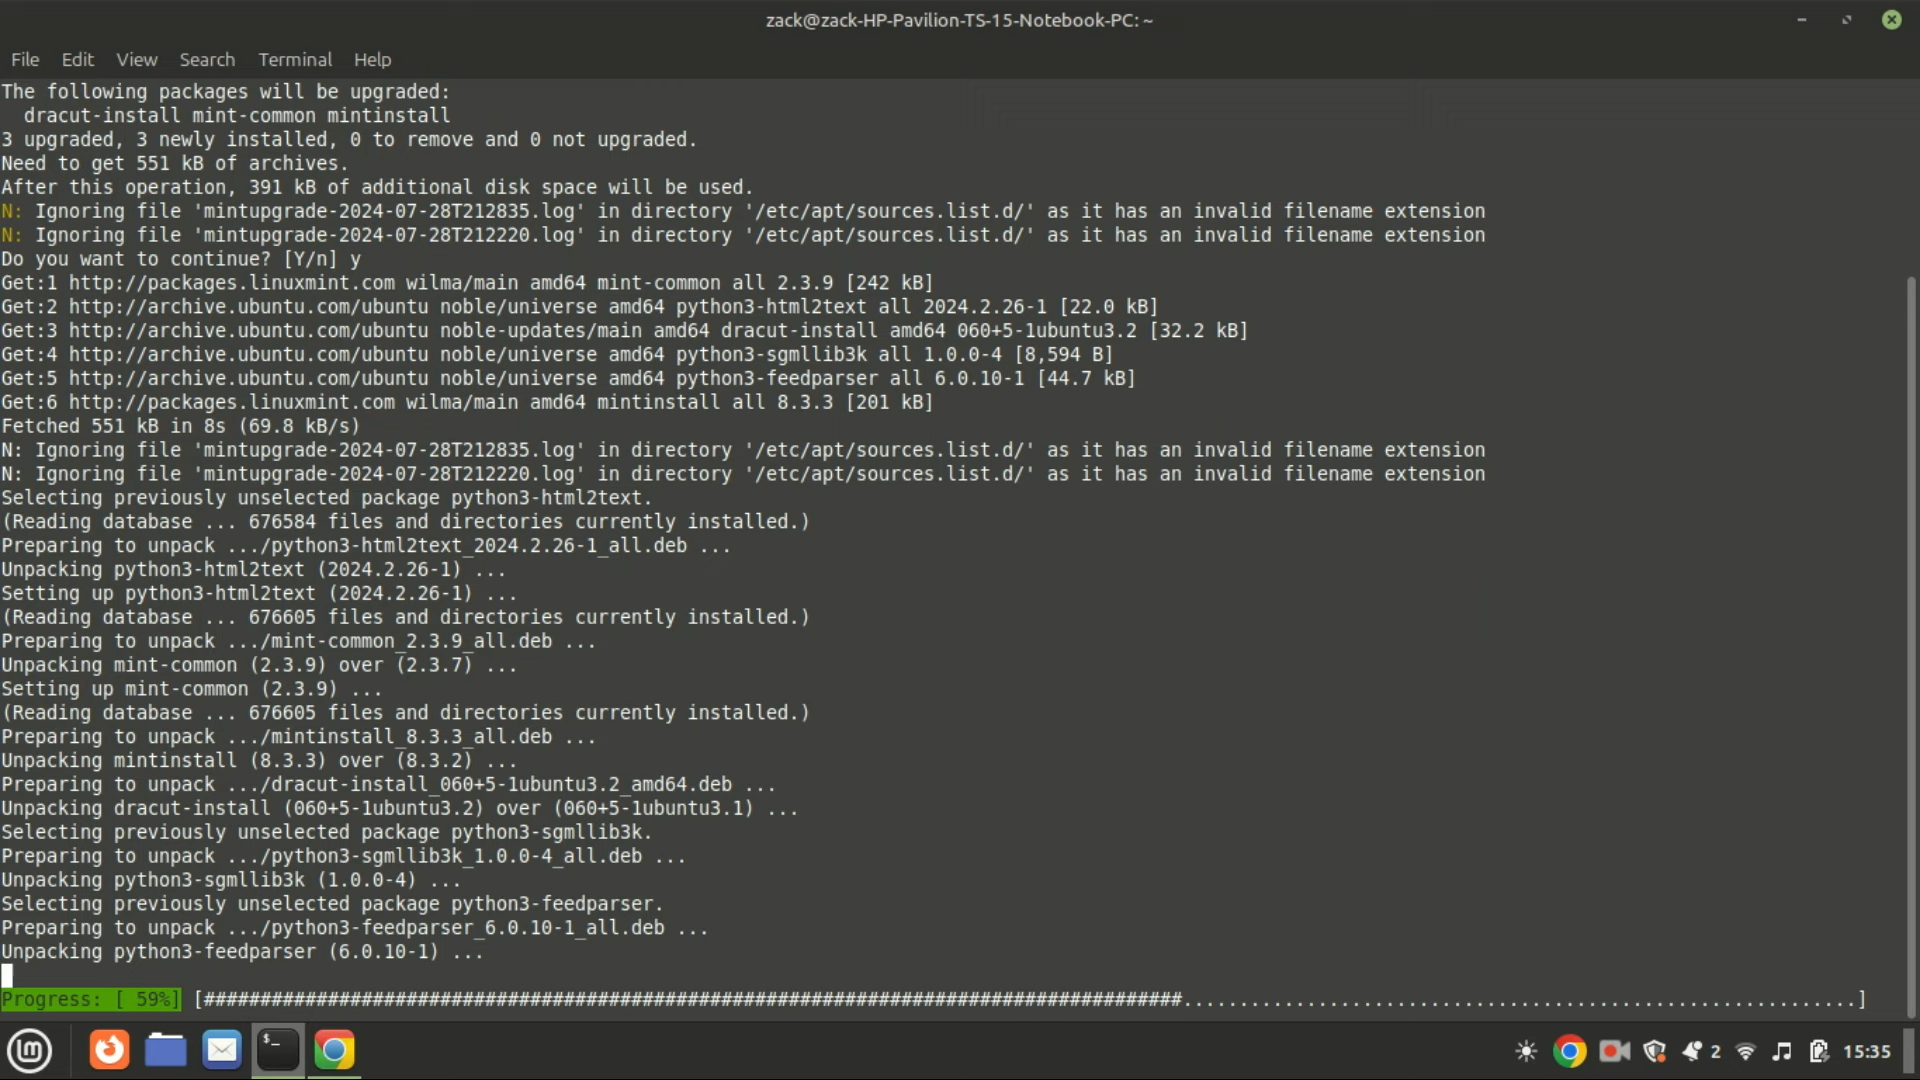 zack@zack-HP-Pavilion-TS-15-Notebook-PC: ~
File Edit View Search Terminal Help
The following packages will be upgraded:
  dracut-install mint-common mintinstall
3 upgraded, 3 newly installed, 0 to remove and 0 not upgraded.
Need to get 551 kB of archives.
After this operation, 391 kB of additional disk space will be used.
N: Ignoring file 'mintupgrade-2024-07-28T212835.log' in directory '/etc/apt/sources.list.d/' as it has an invalid filename extension
N: Ignoring file 'mintupgrade-2024-07-28T212220.log' in directory '/etc/apt/sources.list.d/' as it has an invalid filename extension
Do you want to continue? [Y/n] y
Get:1 http://packages.linuxmint.com wilma/main amd64 mint-common all 2.3.9 [242 kB]
Get:2 http://archive.ubuntu.com/ubuntu noble/universe amd64 python3-html2text all 2024.2.26-1 [22.0 kB]
Get:3 http://archive.ubuntu.com/ubuntu noble-updates/main amd64 dracut-install amd64 060+5-1ubuntu3.2 [32.2 kB]
Get:4 http://archive.ubuntu.com/ubuntu noble/universe amd64 python3-sgmllib3k all 1.0.0-4 [8,594 B]
Get:5 http://archive.ubuntu.com/ubuntu noble/universe amd64 python3-feedparser all 6.0.10-1 [44.7 kB]
Get:6 http://packages.linuxmint.com wilma/main amd64 mintinstall all 8.3.3 [201 kB]
Fetched 551 kB in 8s (69.8 kB/s)
N: Ignoring file 'mintupgrade-2024-07-28T212835.log' in directory '/etc/apt/sources.list.d/' as it has an invalid filename extension
N: Ignoring file 'mintupgrade-2024-07-28T212220.log' in directory '/etc/apt/sources.list.d/' as it has an invalid filename extension
Selecting previously unselected package python3-html2text.
(Reading database ... 676584 files and directories currently installed.)
Preparing to unpack .../python3-html2text_2024.2.26-1_all.deb ...
Unpacking python3-html2text (2024.2.26-1) ...
Setting up python3-html2text (2024.2.26-1) ...
(Reading database ... 676605 files and directories currently installed.)
Preparing to unpack .../mint-common_2.3.9_all.deb ...
Unpacking mint-common (2.3.9) over (2.3.7) ...
Setting up mint-common (2.3.9) ...
(Reading database ... 676605 files and directories currently installed.)
Preparing to unpack .../mintinstall_8.3.3_all.deb ...
Unpacking mintinstall (8.3.3) over (8.3.2) ...
Preparing to unpack .../dracut-install_060+5-1ubuntu3.2_amd64.deb ...
Unpacking dracut-install (060+5-1ubuntu3.2) over (060+5-1ubuntu3.1) ...
Selecting previously unselected package python3-sgmllib3k.
Preparing to unpack .../python3-sgmllib3k_1.0.0-4_all.deb ...
Unpacking python3-sgmllib3k (1.0.0-4) ...
Selecting previously unselected package python3-feedparser.
Preparing to unpack .../python3-feedparser_6.0.10-1_all.deb ...
Unpacking python3-feedparser (6.0.10-1) ...
Progress: [ 59%] [#######################################################################################............................................................]
2 15:35